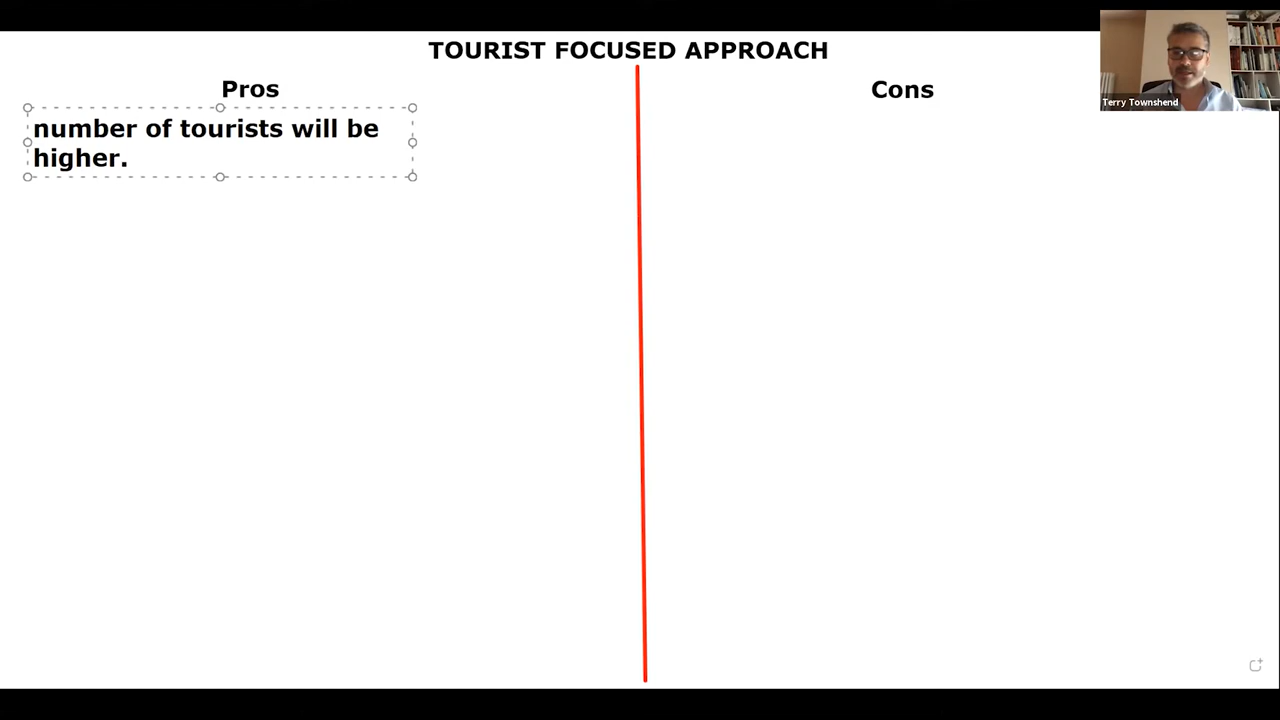 TOURIST FOCUSED APPROACH
Pros
Cons
number of tourists will be
higher.
Terry Townshend